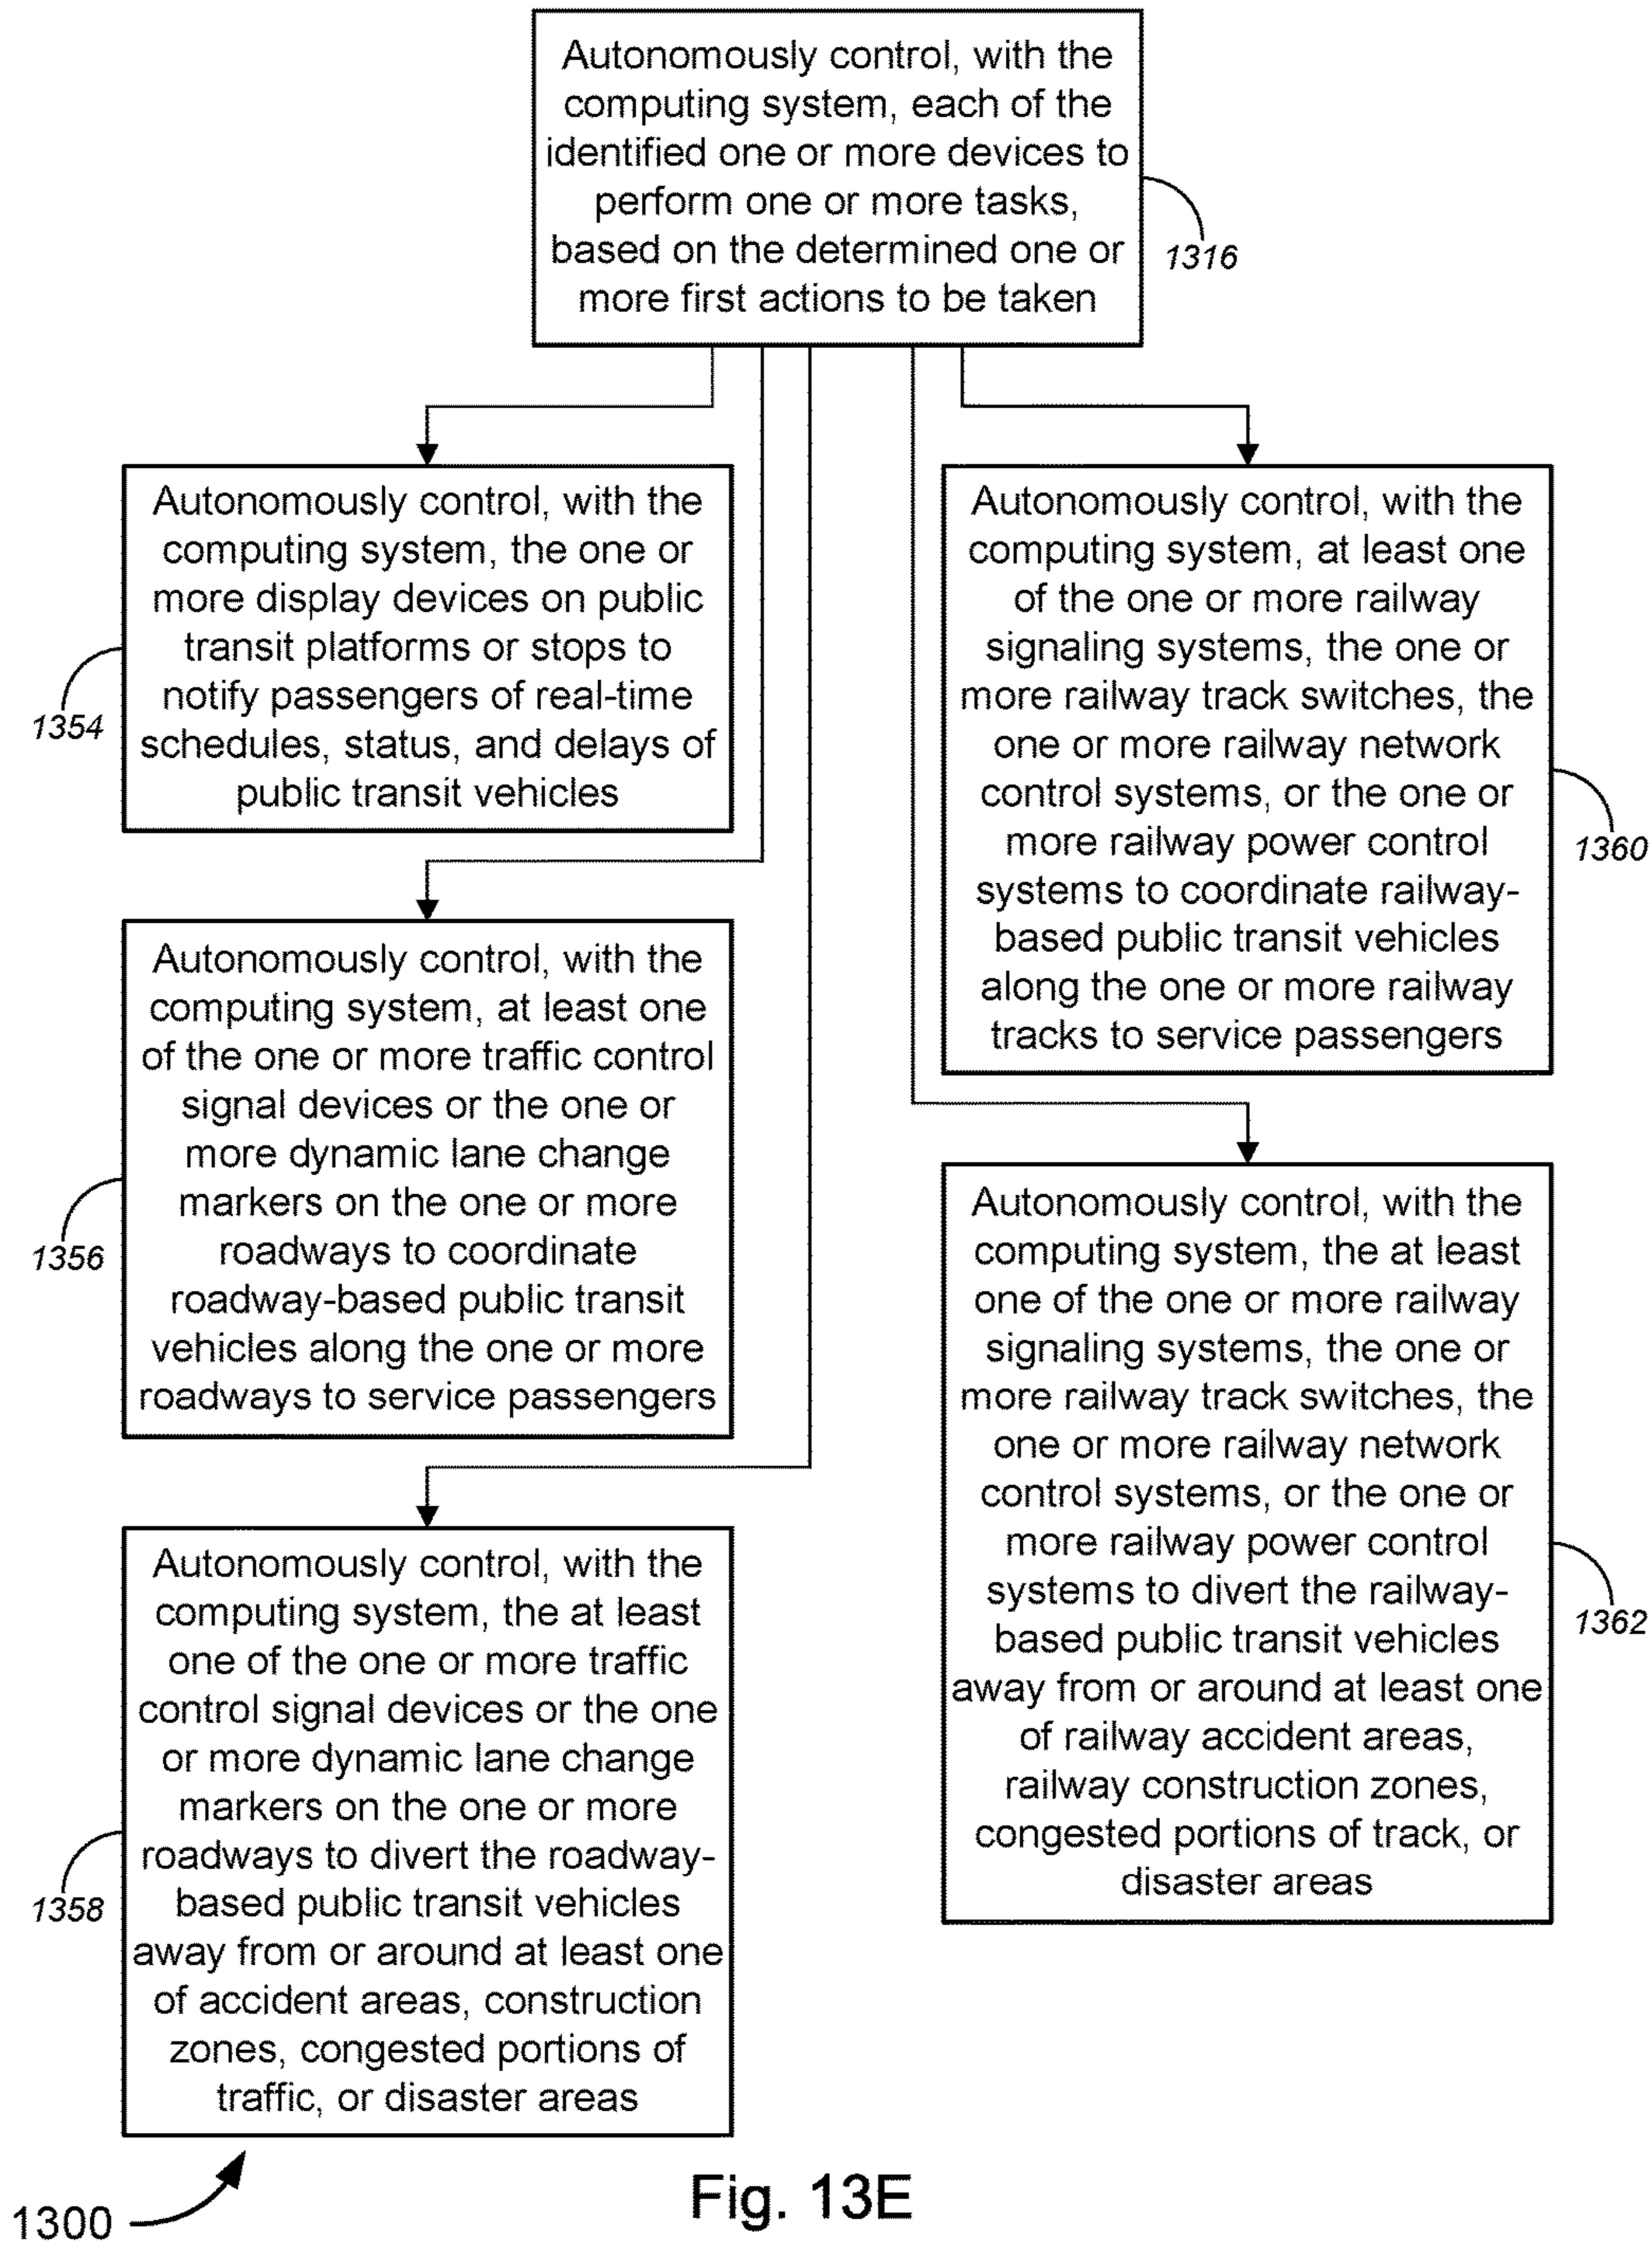 Autonomously control, with the
computing system, each of the
identified one or more devices to
perform one or more tasks,
based on the determined one or
more first actions to be taken
1316
Autonomously control, with the
computing system, the one or
more display devices on public
transit platforms or stops to
notify passengers of real-time
schedules, status, and delays of
public transit vehicles
1354
Autonomously control, with the
computing system, at least one
of the one or more traffic control
signal devices or the one or
more dynamic lane change
markers on the one or more
roadways to coordinate
roadway-based public transit
vehicles along the one or more
roadways to service passengers
1356
Autonomously control, with the
computing system, the at least
one of the one or more traffic
control signal devices or the one
or more dynamic lane change
markers on the one or more
roadways to divert the roadway-
based public transit vehicles
away from or around at least one
of accident areas, construction
zones, congested portions of
traffic, or disaster areas
1358
Autonomously control, with the
computing system, at least one
of the one or more railway
signaling systems, the one or
more railway track switches, the
one or more railway network
control systems, or the one or
more railway power control
systems to coordinate railway-
based public transit vehicles
along the one or more railway
tracks to service passengers
1360
Autonomously control, with the
computing system, the at least
one of the one or more railway
signaling systems, the one or
more railway track switches, the
one or more railway network
control systems, or the one or
more railway power control
systems to divert the railway-
based public transit vehicles
away from or around at least one
of railway accident areas,
railway construction zones,
congested portions of track, or
disaster areas
1362
1300
Fig. 13E